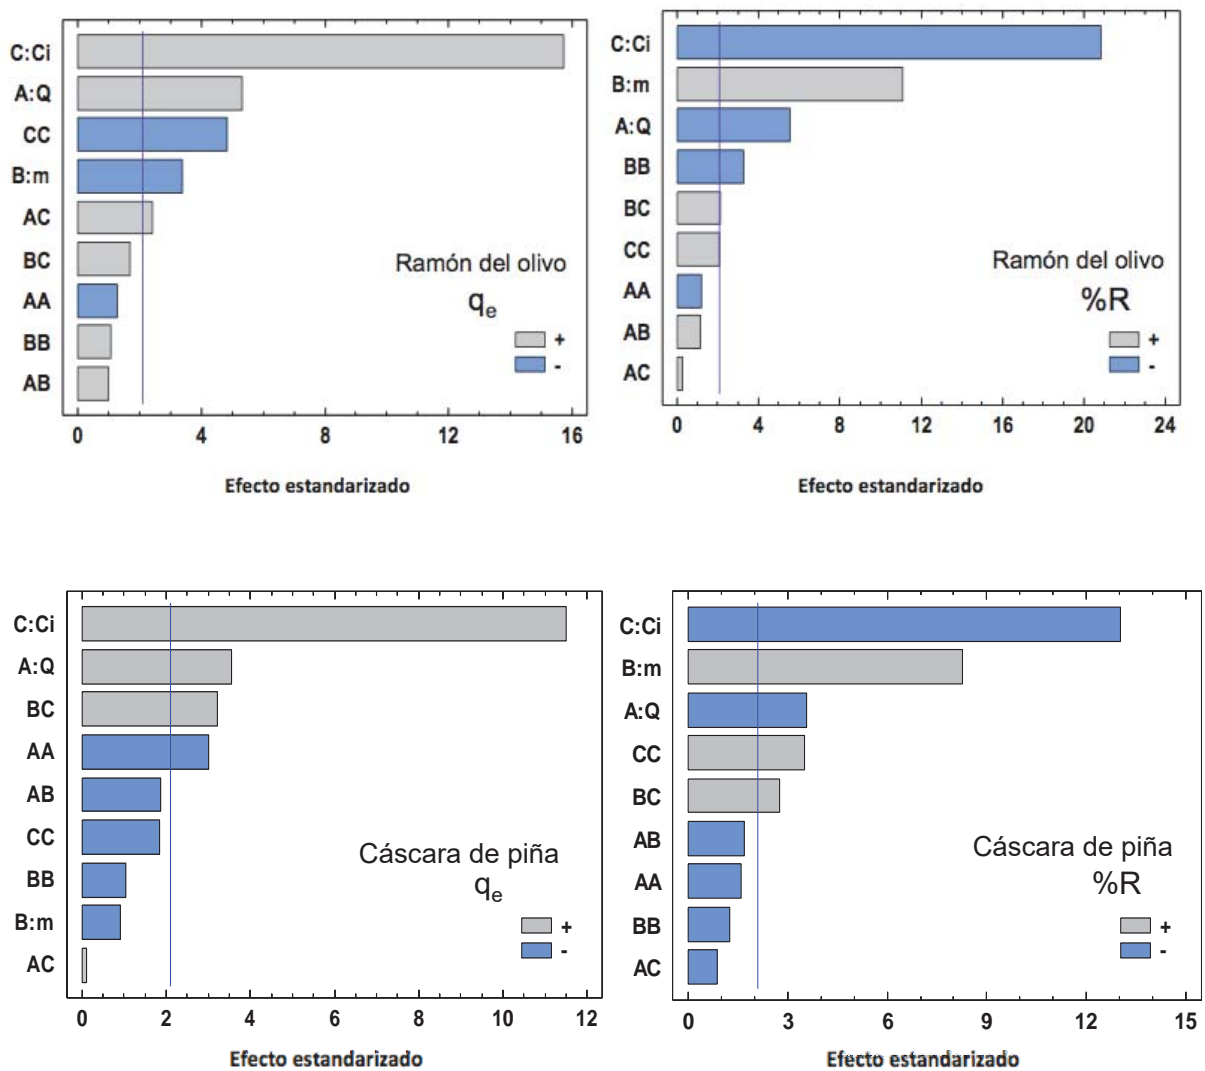 C:Ci
A:Q
CC
B:m
AC
BC
AA
BB
AB
Ramón del olivo
qe
+
-
0 4 8 12 16
Efecto estandarizado
C:Ci
B:m
A:Q
BB
BC
CC
AA
AB
AC
Ramón del olivo
%R
+
-
0 4 8 12 16 20 24
Efecto estandarizado
C:Ci
A:Q
BC
AA
AB
CC
BB
B:m
AC
Cáscara de piña
qe
+
-
0 2 4 6 8 10 12
Efecto estandarizado
C:Ci
B:m
A:Q
CC
BC
AB
AA
BB
AC
Cáscara de piña
%R
+
-
0 3 6 9 12 15
Efecto estandarizado